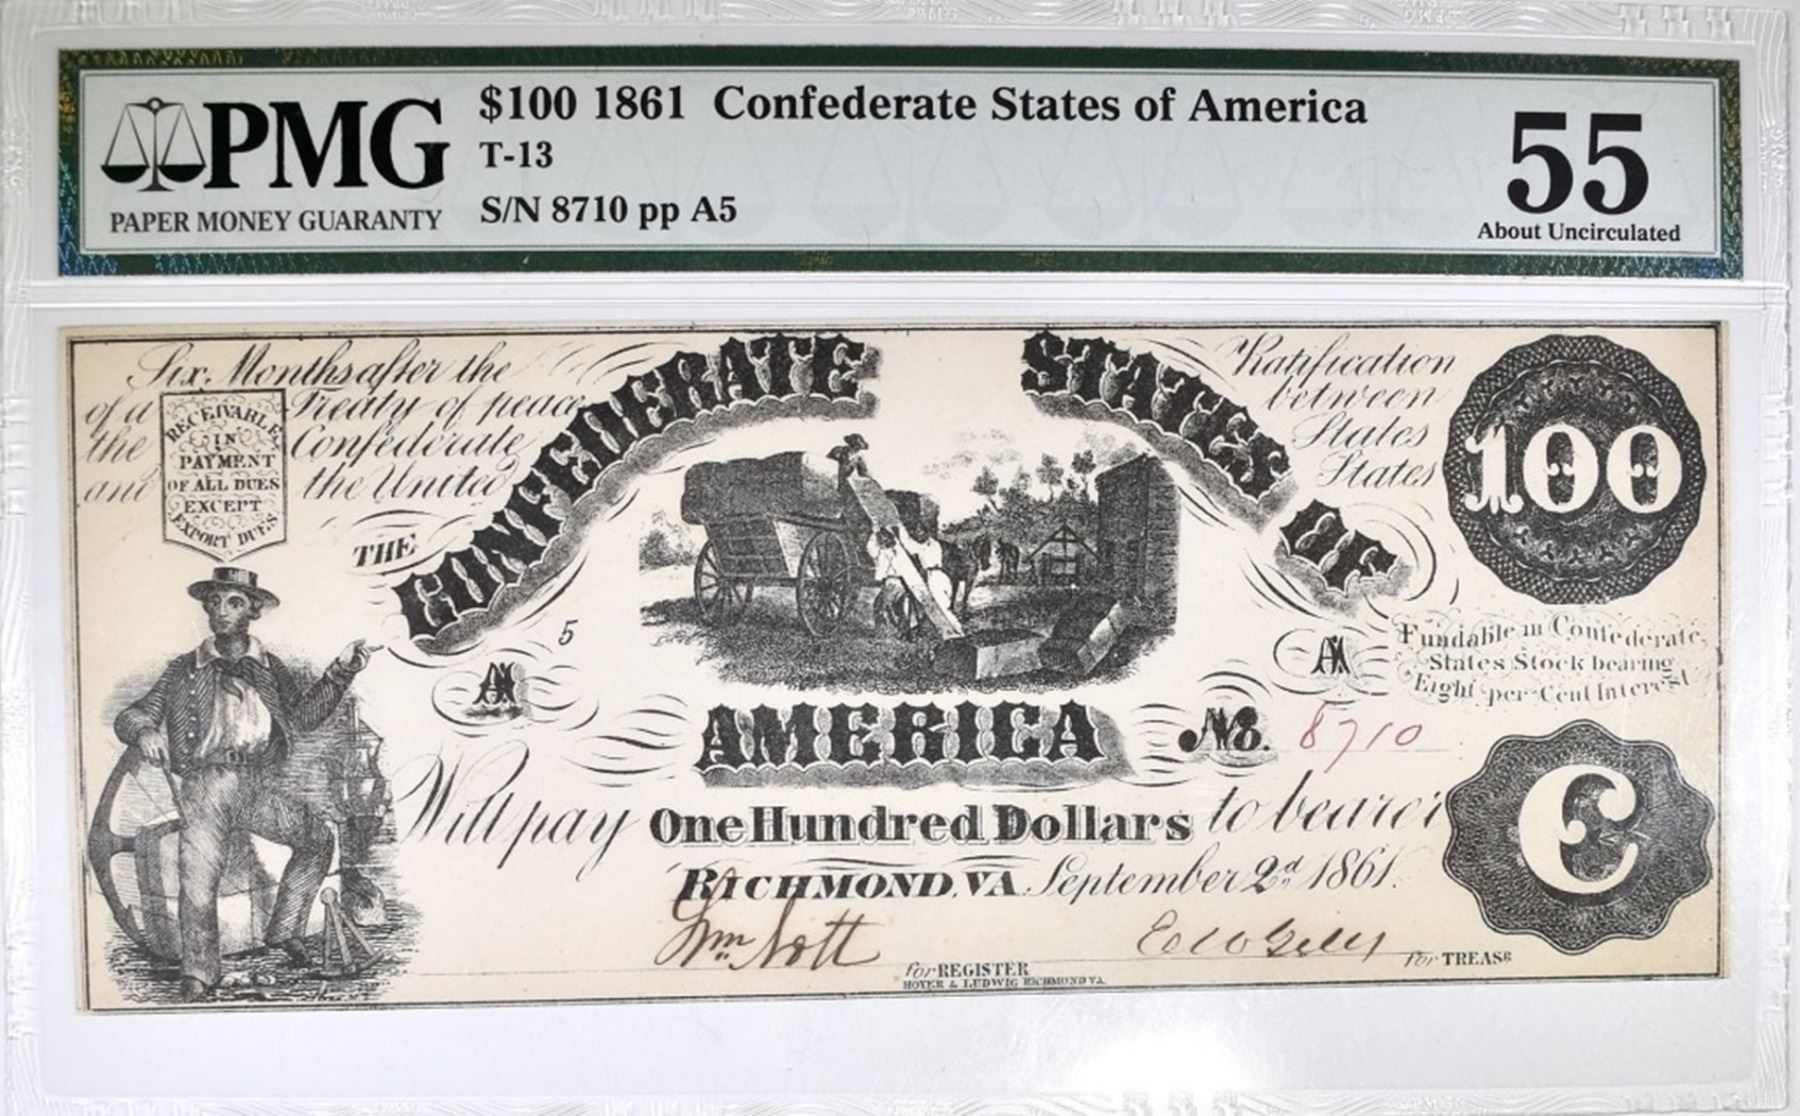 PMG
PAPER MONEY GUARANTY
$100 1861 Confederate States of America
T-13
S/N 8710 pp A5
55
About Uncirculated
Six Months after the Ratification
of a Treaty of peace between
the Confederate States
and the United States
RECEIVABLE
IN
PAYMENT
OF ALL DUES
EXCEPT
EXPORT DUES
100
THE CONFEDERATE STATES OF
5
A A
Fundable in Confederate
States Stock bearing
Eight per Cent Interest
AMERICA
No. 8710
Will pay One Hundred Dollars to bearer
C
RICHMOND, VA. September 2d 1861.
Wm Nott
for REGISTER
for TREASR
HOYER & LUDWIG RICHMOND VA.